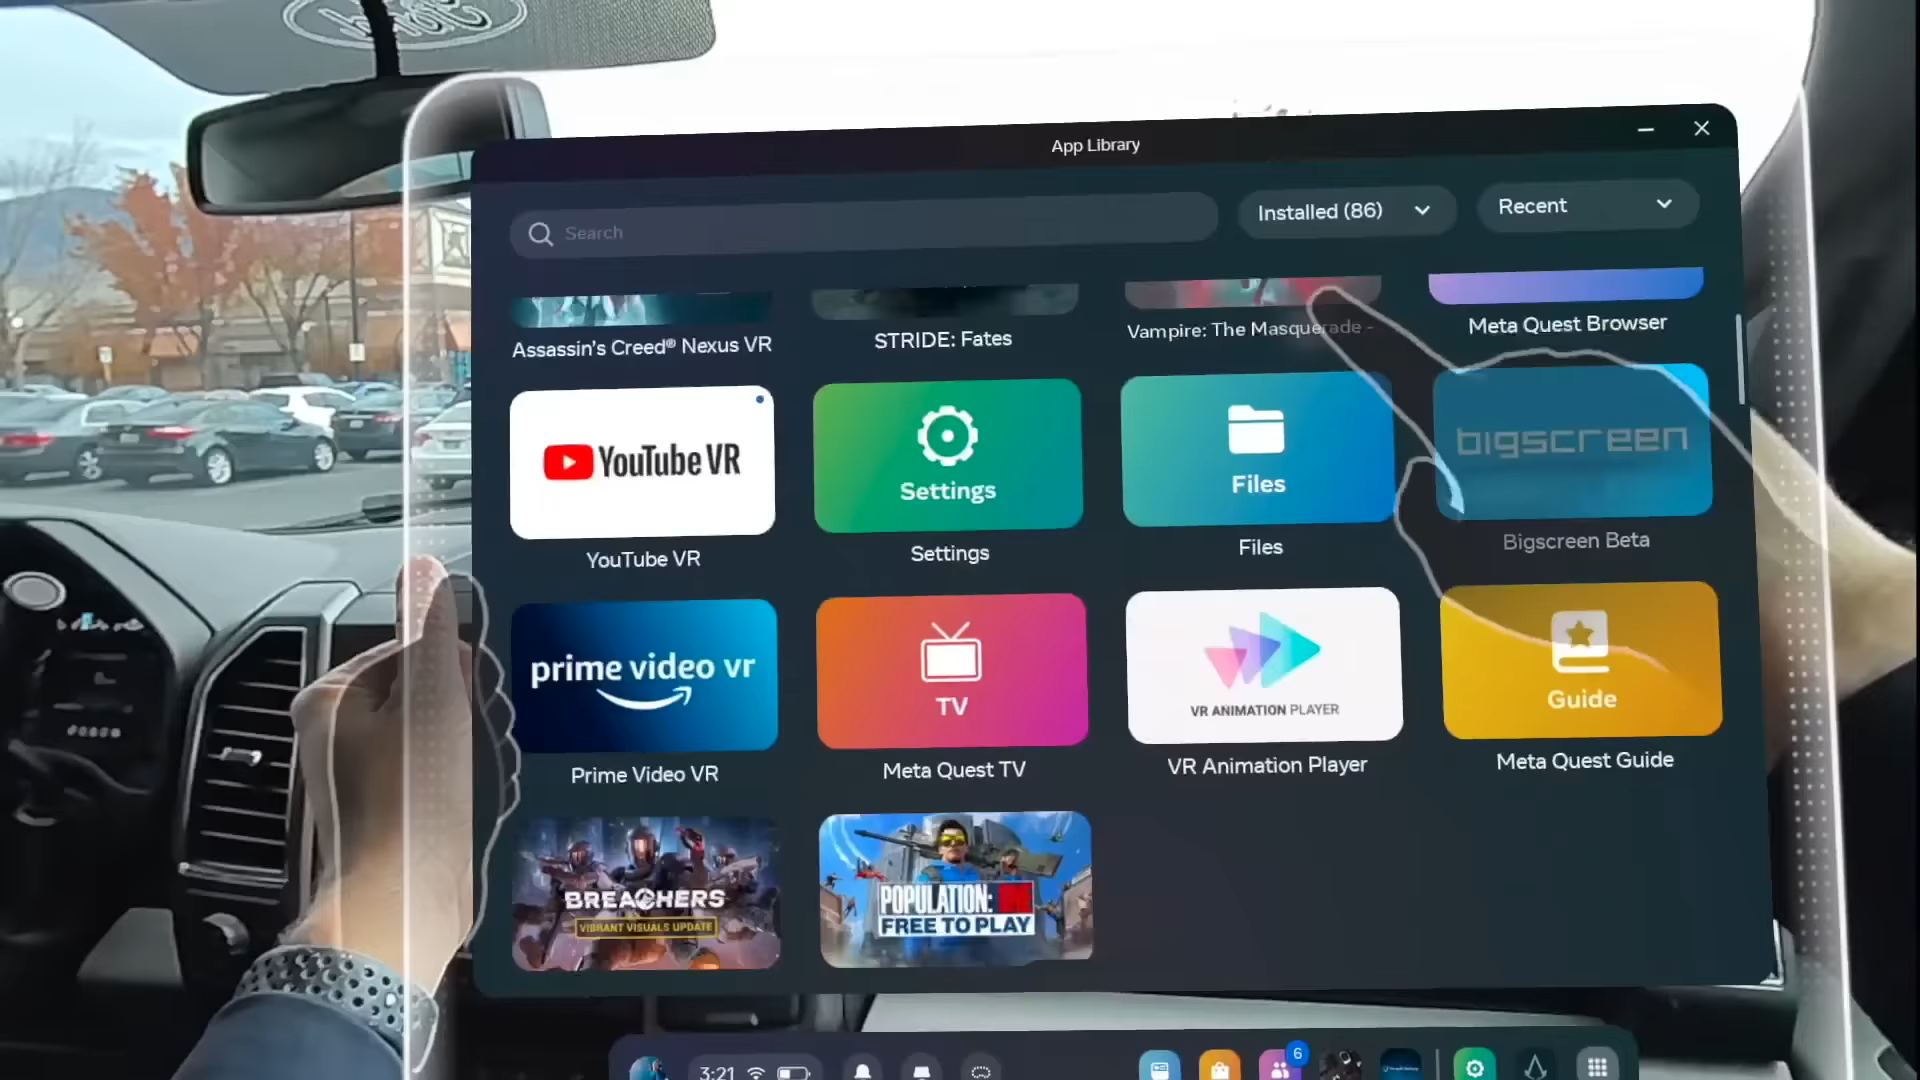 Ford
App Library
Search
Installed (86)
Recent
Assassin's Creed® Nexus VR
STRIDE: Fates
Vampire: The Masquerade -
Meta Quest Browser
YouTube VR
Settings
Files
bigscreen
YouTube VR
Settings
Files
Bigscreen Beta
prime video vr
TV
VR ANIMATION PLAYER
Guide
Prime Video VR
Meta Quest TV
VR Animation Player
Meta Quest Guide
BREACHERS
VIBRANT VISUALS UPDATE
POPULATION:
FREE TO PLAY
3:21
6